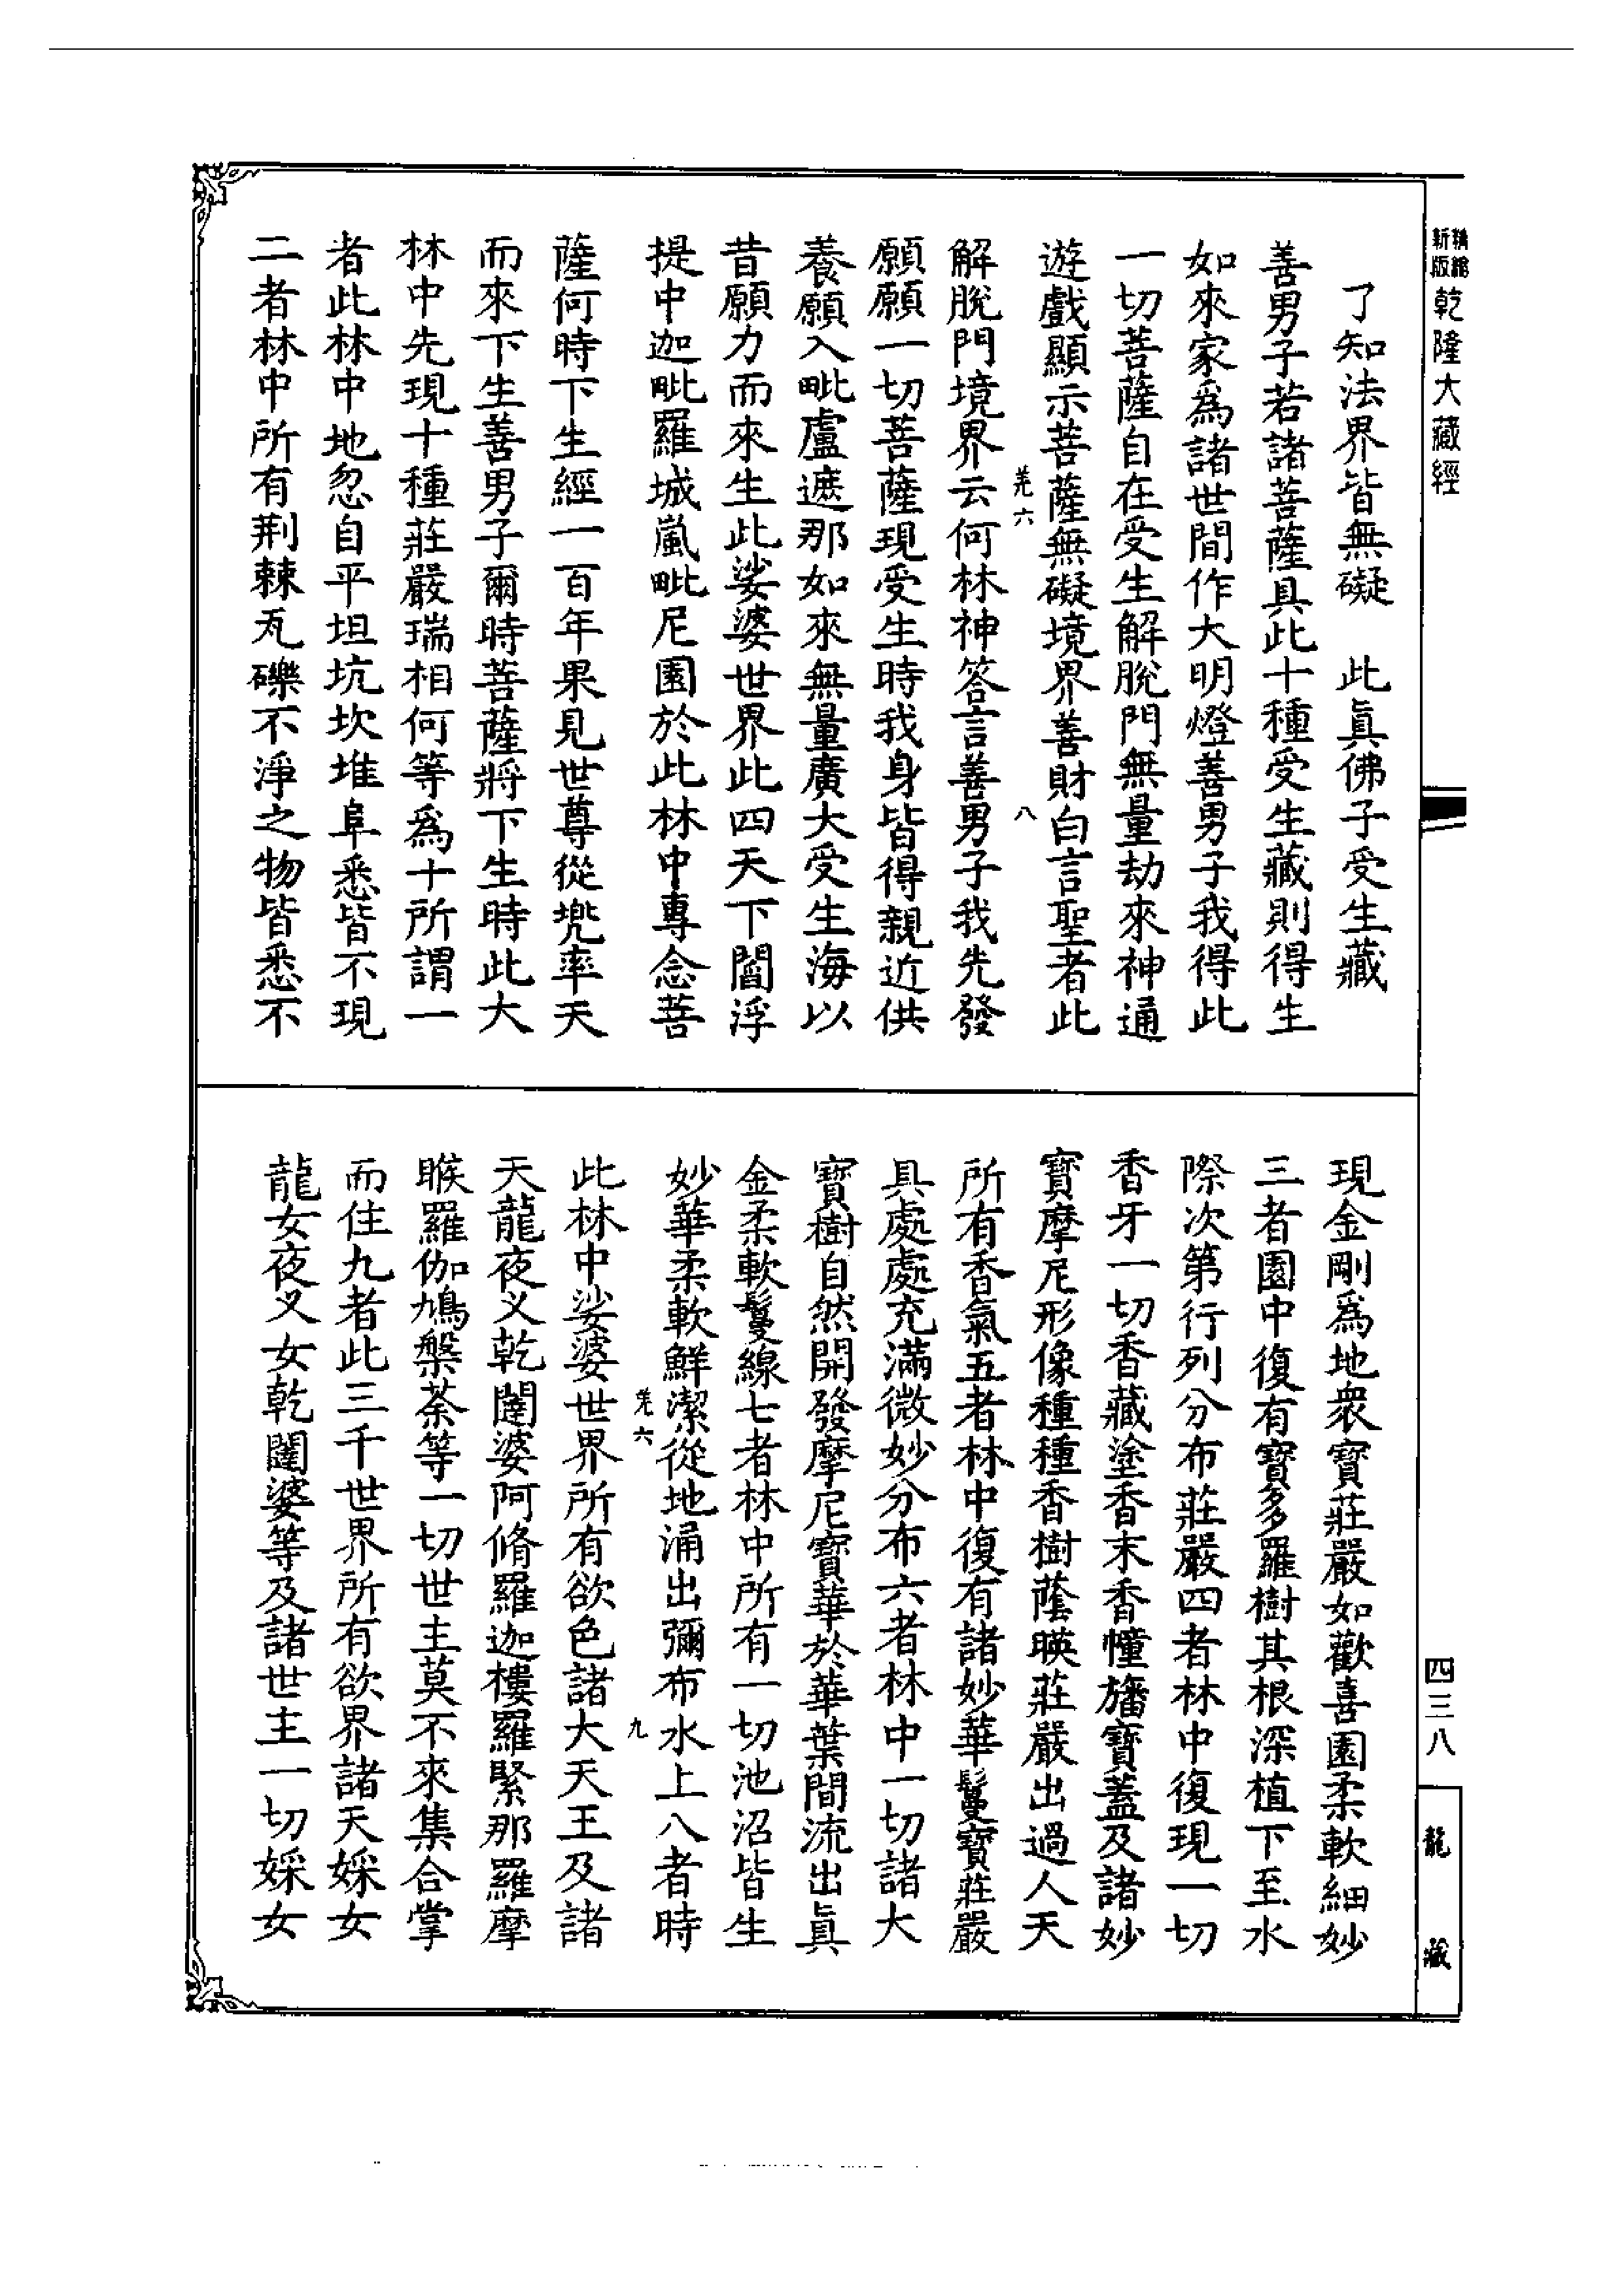 精縮新版乾隆大藏經
四三八
龍藏
了知法界皆無礙　此眞佛子受生藏
善男子若諸菩薩具此十種受生藏則得生
如來家爲諸世間作大明燈善男子我得此
一切菩薩自在受生解脫門無量劫來神通
遊戲顯示菩薩無礙境界善財白言聖者此
羌六　八
解脫門境界云何林神答言善男子我先發
願願一切菩薩現受生時我身皆得親近供
養願入毗盧遮那如來無量廣大受生海以
昔願力而來生此娑婆世界此四天下閻浮
提中迦毗羅城嵐毗尼園於此林中專念菩
薩何時下生經一百年果見世尊從兜率天
而來下生善男子爾時菩薩將下生時此大
林中先現十種莊嚴瑞相何等爲十所謂一
者此林中地忽自平坦坑坎堆阜悉皆不現
二者林中所有荆棘瓦礫不淨之物皆悉不
現金剛爲地衆寶莊嚴如歡喜園柔軟細妙
三者園中復有寶多羅樹其根深植下至水
際次第行列分布莊嚴四者林中復現一切
香牙一切香藏塗香末香香幢旛寶蓋及諸妙
寶摩尼形像種種香樹蔭暎莊嚴出過人天
所有香氣五者林中復有諸妙華鬘寶莊嚴
具處處充滿微妙分布六者林中一切諸大
寶樹自然開發摩尼寶華於華葉間流出眞
金柔軟鬘線七者林中所有一切池沼皆生
妙華柔軟鮮潔從地涌出彌布水上八者時
羌六　九
此林中娑婆世界所有欲色諸大天王及諸
天龍夜叉乾闥婆阿脩羅迦樓羅緊那羅摩
睺羅伽鳩槃茶等一切世主莫不來集合掌
而住九者此三千世界所有欲界諸天婇女
龍女夜叉女乾闥婆等及諸世主一切婇女